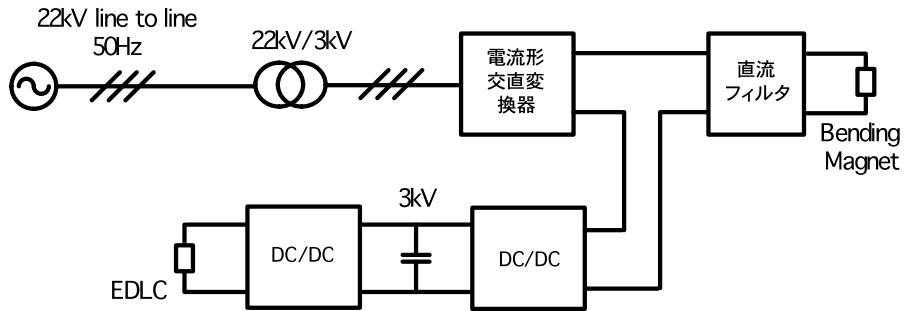 22kV line to line
50Hz
22kV/3kV
電流形
交直変
換器
直流
フィルタ
Bending
Magnet
3kV
DC/DC
DC/DC
EDLC